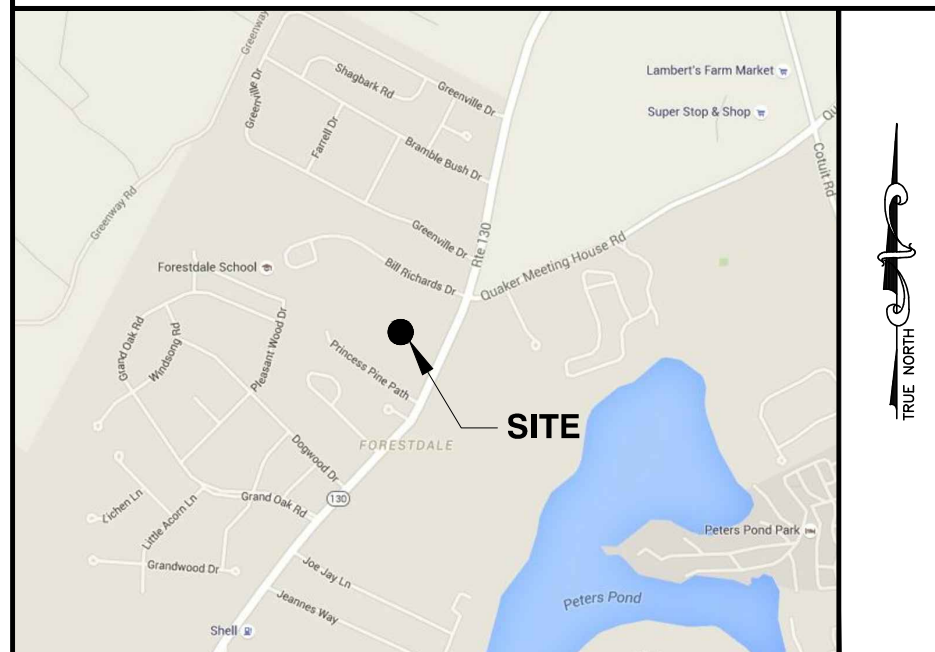 Greenway
Lambert's Farm Market
Shagbark Rd
Greenville Dr
Greenville Dr
Super Stop & Shop
Qu
Farrell Dr
Bramble Bush Dr
Cotuit Rd
Greenway Rd
Greenville Dr
Rte 130
Quaker Meeting House Rd
Forestdale School
Bill Richards Dr
Grand Oak Rd
Windsong Rd
Pleasant Wood Dr
Princess Pine Path
TRUE NORTH
SITE
FORESTDALE
Dogwood Dr
130
Lichen Ln
Little Acorn Ln
Grand Oak Rd
Peters Pond Park
Grandwood Dr
Joe Jay Ln
Jeannes Way
Peters Pond
Shell